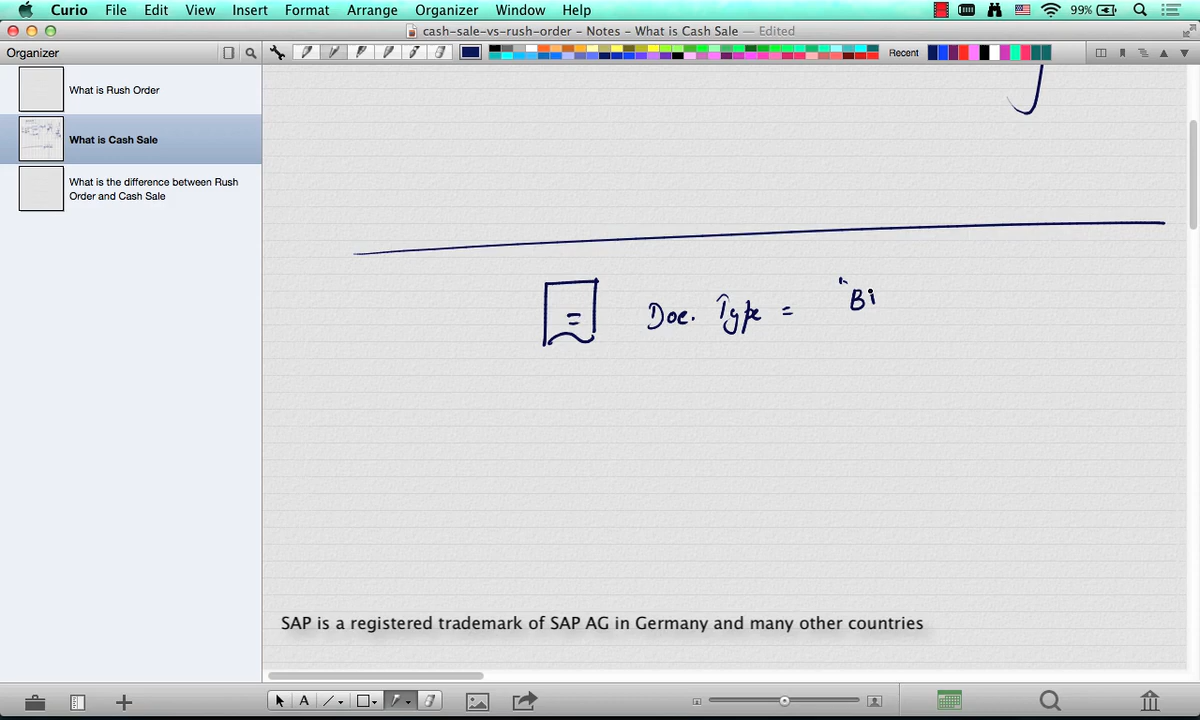 Curio File Edit View Insert Format Arrange Organizer Window Help 99%
cash-sale-vs-rush-order – Notes – What is Cash Sale — Edited
Organizer
Recent
What is Rush Order
What is Cash Sale
What is the difference between Rush
Order and Cash Sale
Doc. Type = "Bi
SAP is a registered trademark of SAP AG in Germany and many other countries
A